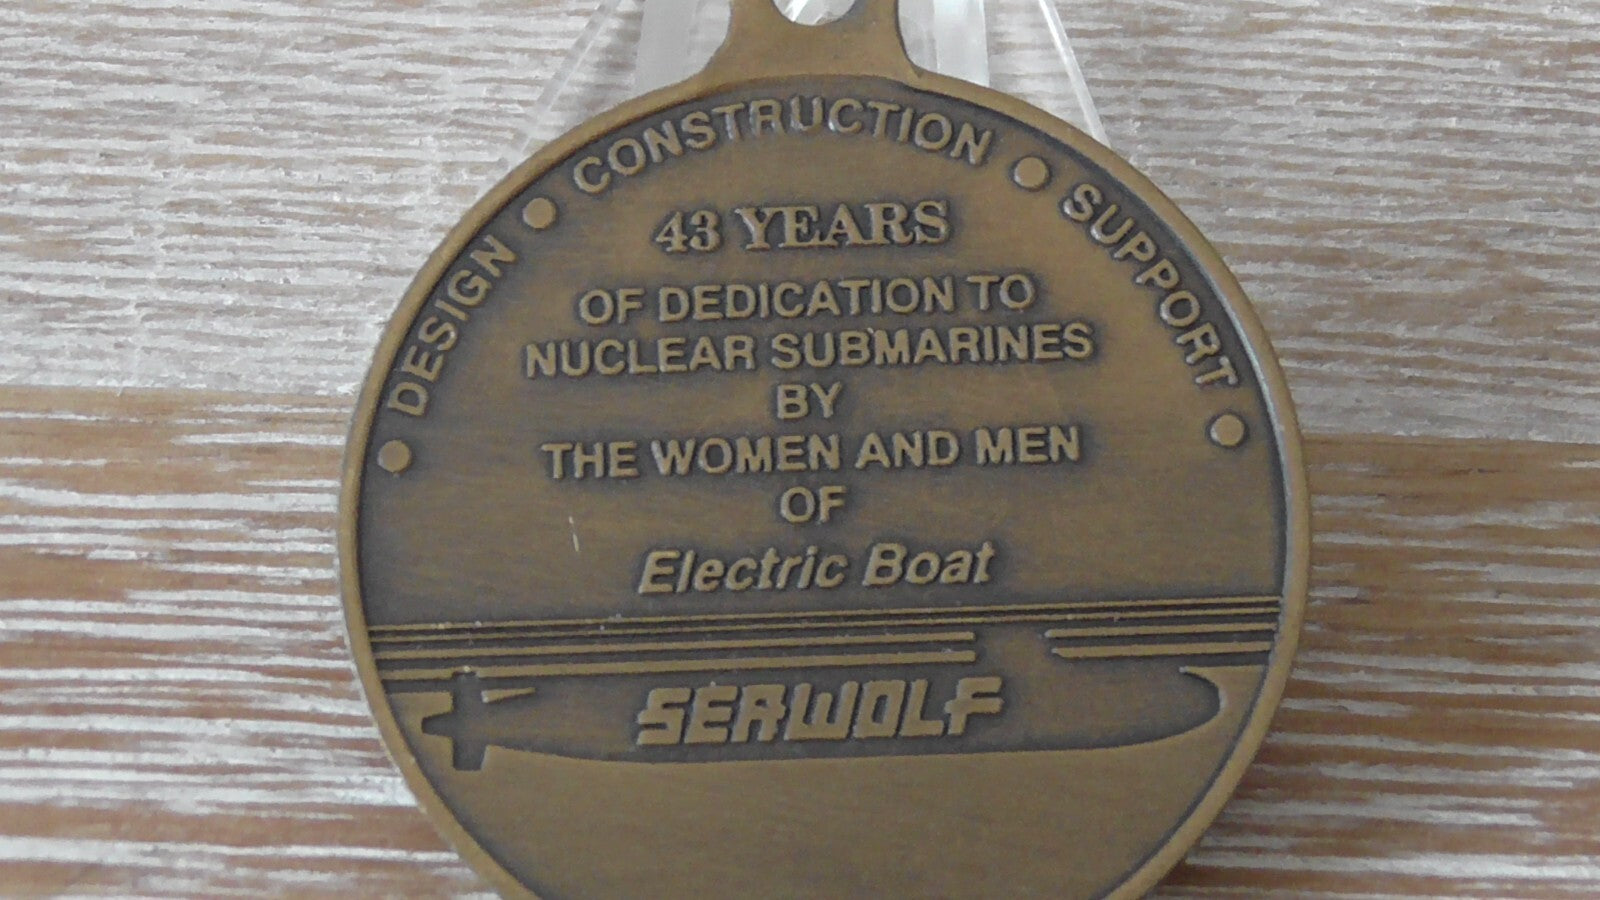 • DESIGN • CONSTRUCTION • SUPPORT •
43 YEARS
OF DEDICATION TO
NUCLEAR SUBMARINES
BY
THE WOMEN AND MEN
OF
Electric Boat
SEAWOLF